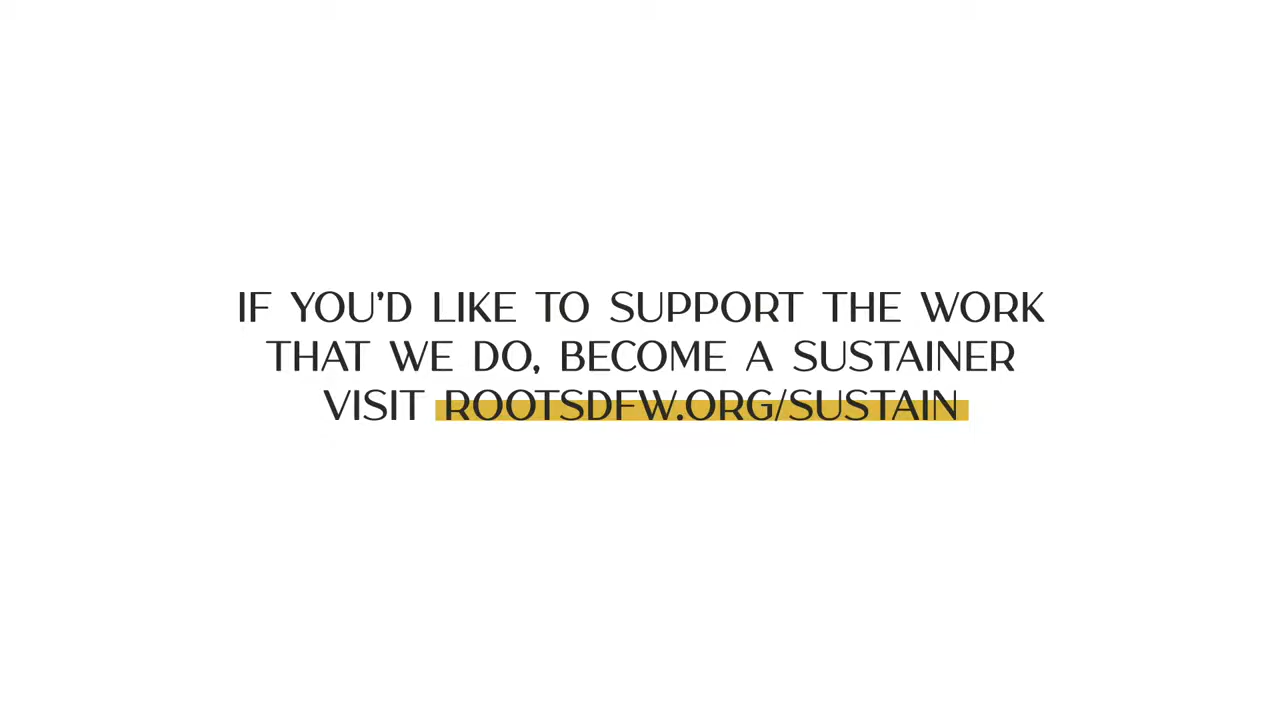 IF YOU'D LIKE TO SUPPORT THE WORK
THAT WE DO, BECOME A SUSTAINER
VISIT ROOTSDFW.ORG/SUSTAIN